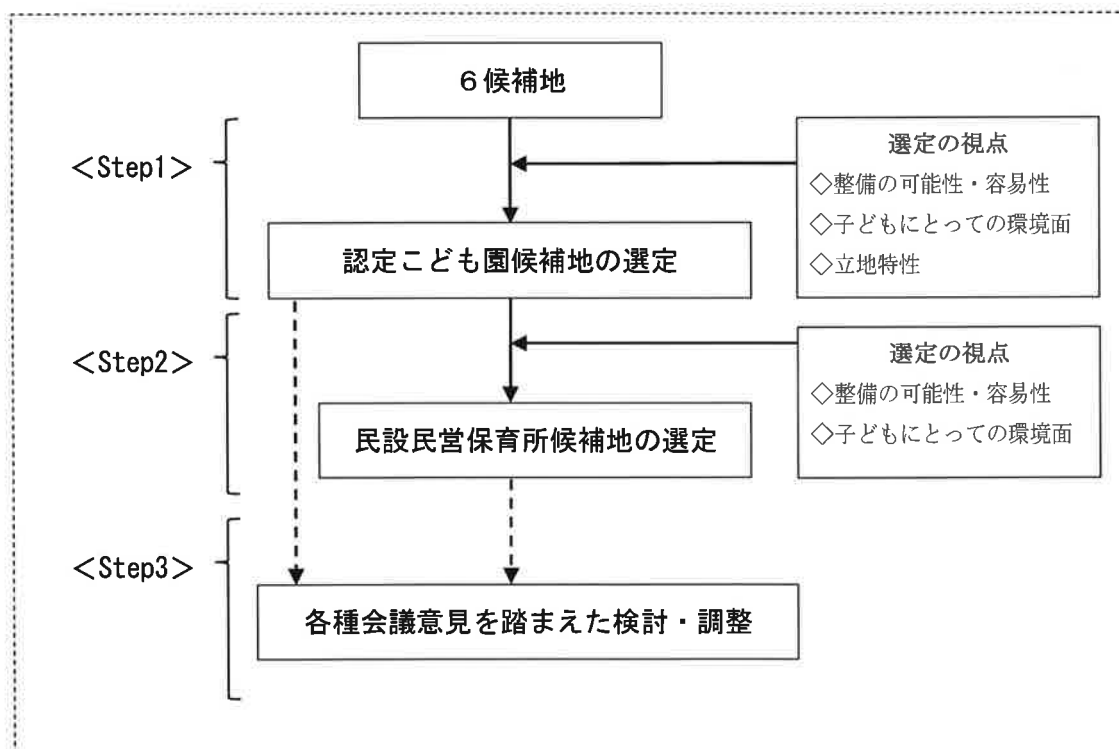 6候補地
<Step1>
選定の視点
◇整備の可能性・容易性
◇子どもにとっての環境面
◇立地特性
認定こども園候補地の選定
<Step2>
選定の視点
◇整備の可能性・容易性
◇子どもにとっての環境面
民設民営保育所候補地の選定
<Step3>
各種会議意見を踏まえた検討・調整